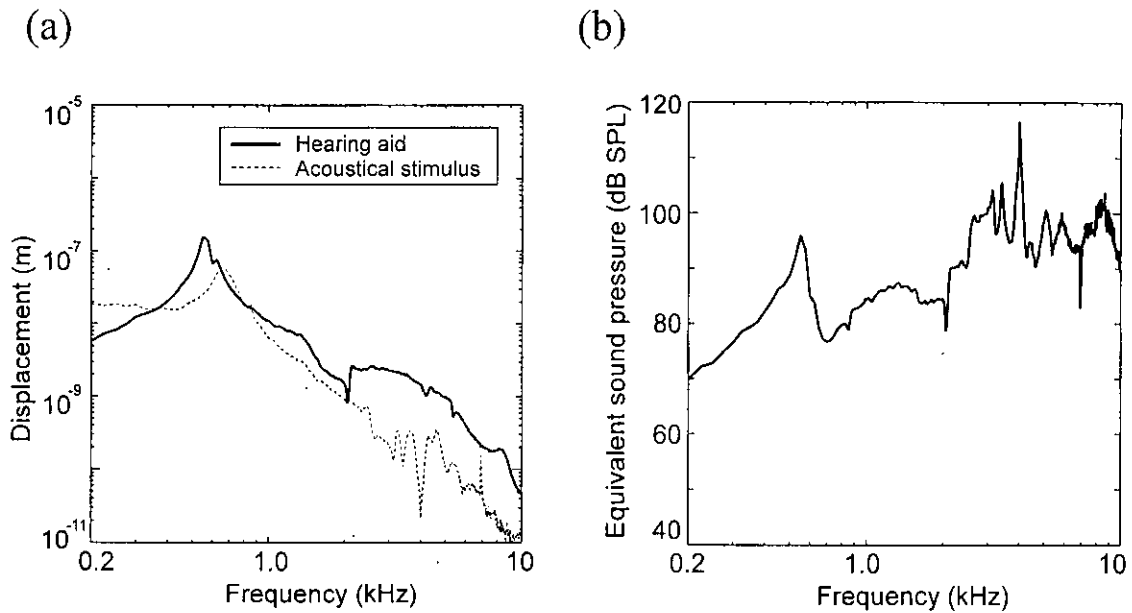 (a)
(b)
10-5
10-7
10-9
10-11
Displacement (m)
Hearing aid
Acoustical stimulus
0.2
1.0
10
Frequency (kHz)
120
100
80
60
40
Equivalent sound pressure (dB SPL)
0.2
1.0
10
Frequency (kHz)